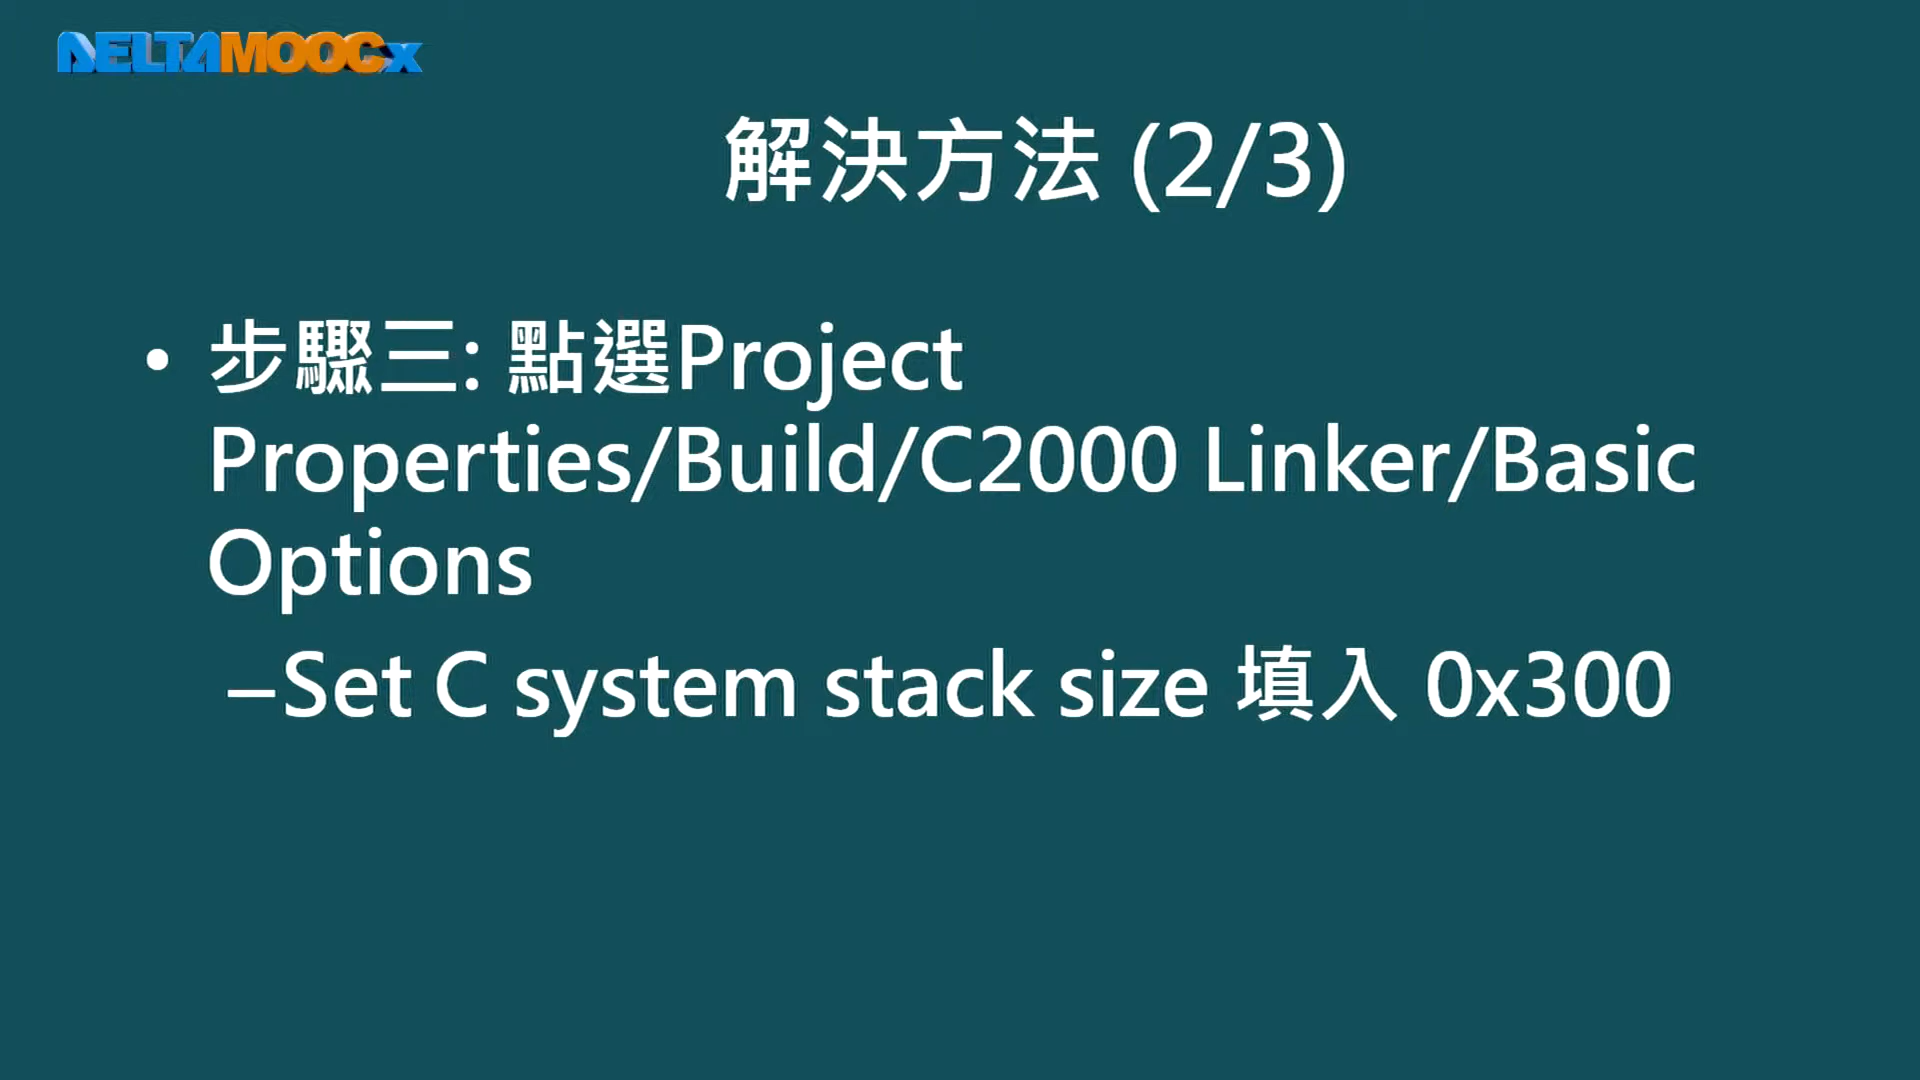 DELTAMOOCx
解決方法 (2/3)
• 步驟三: 點選Project
Properties/Build/C2000 Linker/Basic
Options
–Set C system stack size 填入 0x300